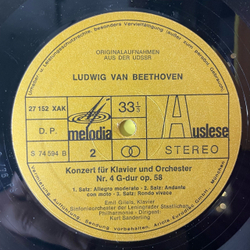 ORIGINALAUFNAHMEN
AUS DER UDSSR
LUDWIG VAN BEETHOVEN
27 152 XAK
33⅓
D.P.
melodia
Auslese
S 74 594 B
2
STEREO
Konzert für Klavier und Orchester
Nr. 4 G-dur op. 58
1. Satz: Allegro moderato - 2. Satz: Andante
con moto - 3. Satz: Rondo vivace
Emil Gilels, Klavier
Sinfonieorchester der Leningrader Staatlichen
Philharmonie - Dirigent
Kurt Sanderling